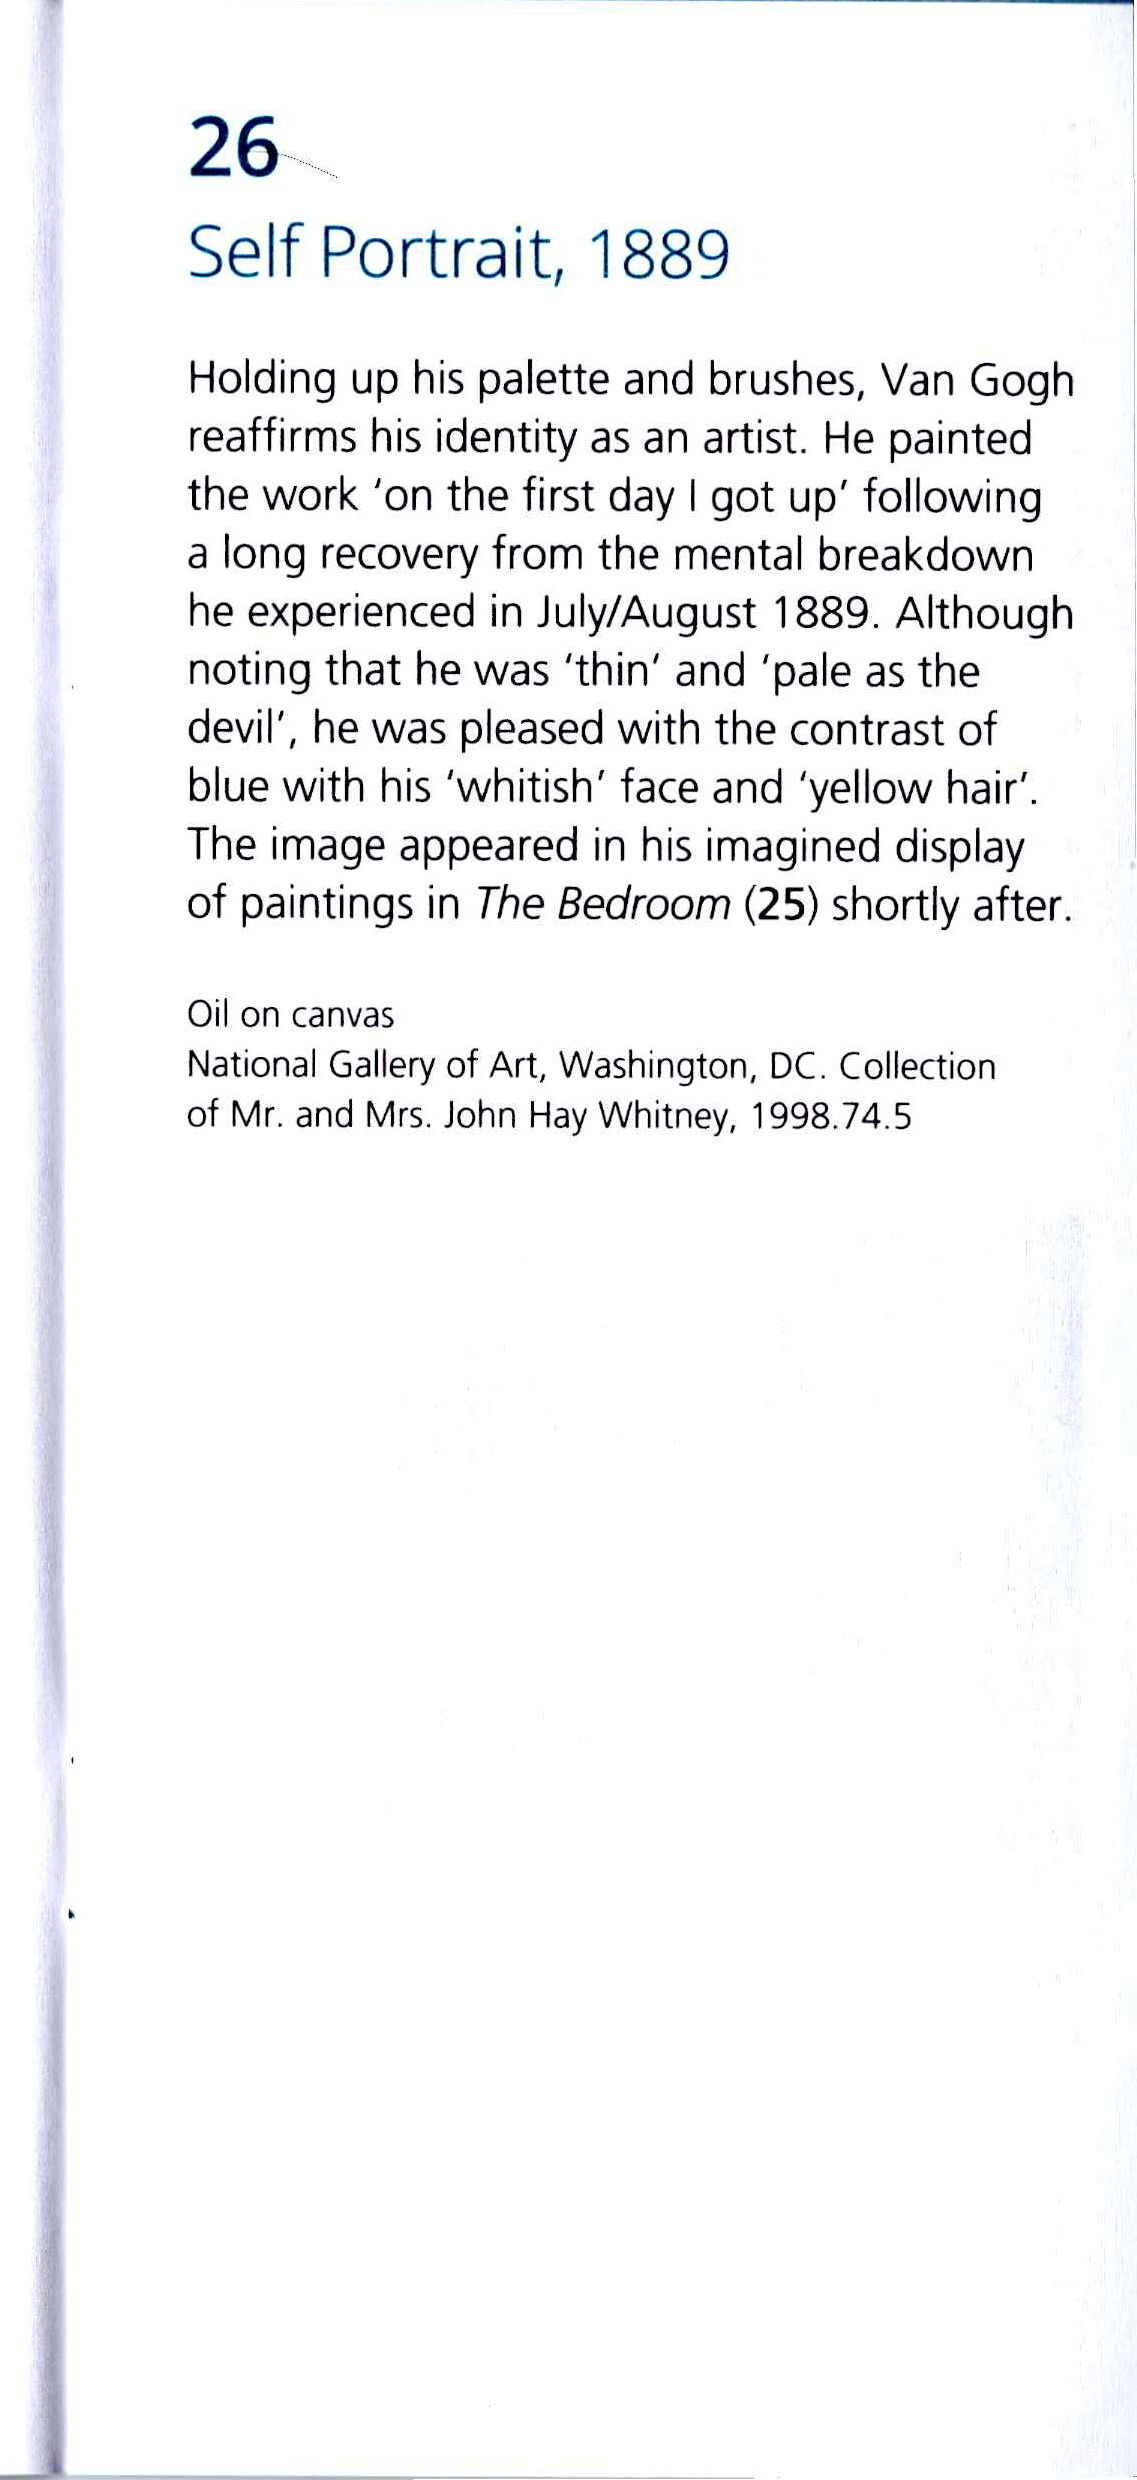 26
Self Portrait, 1889
Holding up his palette and brushes, Van Gogh
reaffirms his identity as an artist. He painted
the work ‘on the first day I got up’ following
a long recovery from the mental breakdown
he experienced in July/August 1889. Although
noting that he was ‘thin’ and ‘pale as the
devil’, he was pleased with the contrast of
blue with his ‘whitish’ face and ‘yellow hair’.
The image appeared in his imagined display
of paintings in The Bedroom (25) shortly after.
Oil on canvas
National Gallery of Art, Washington, DC. Collection
of Mr. and Mrs. John Hay Whitney, 1998.74.5